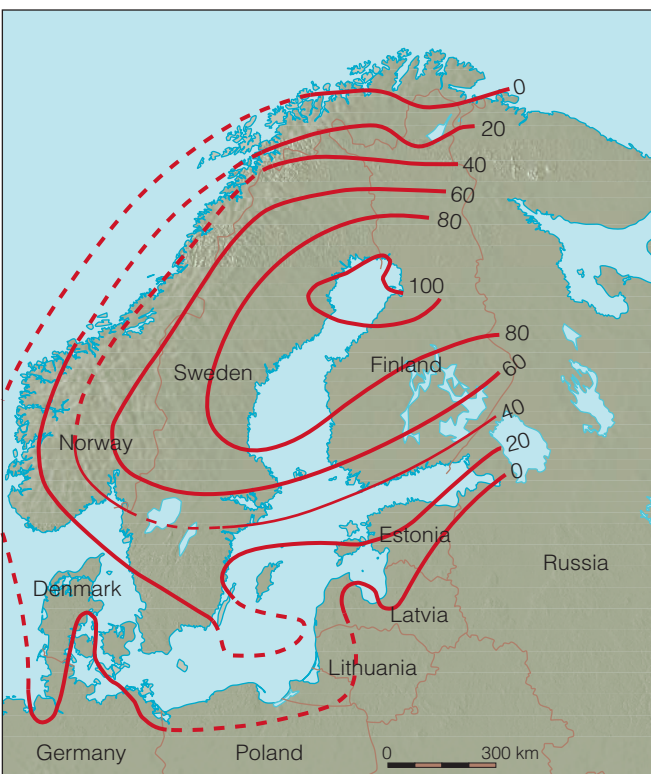 0
20
40
60
80
100
80
Sweden
Finland
60
40
Norway
20
0
Estonia
Russia
Denmark
Latvia
Lithuania
0 300 km
Germany
Poland